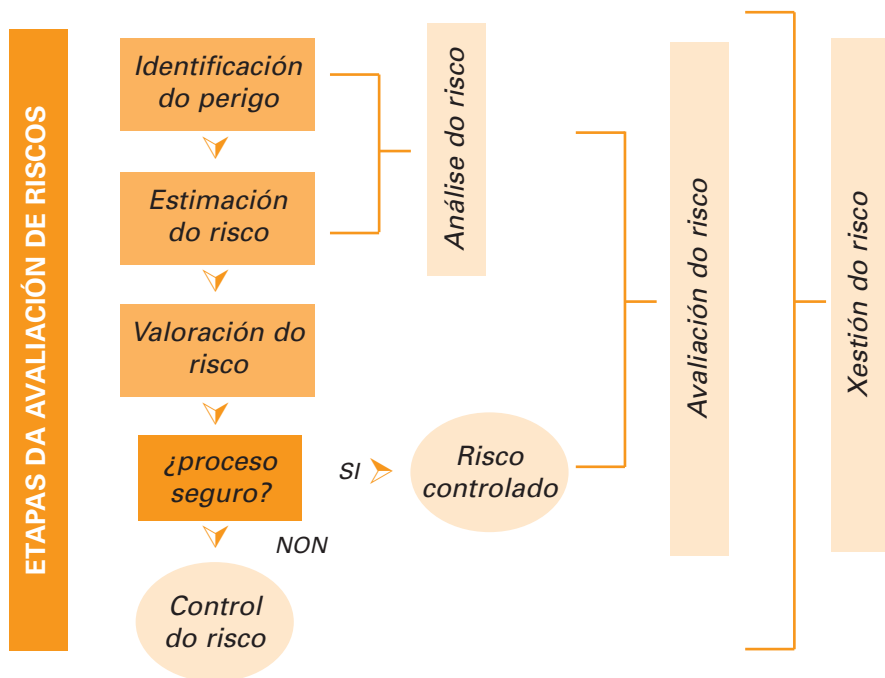 ETAPAS DA AVALIACIÓN DE RISCOS
Identificación
do perigo
Estimación
do risco
Valoración do
risco
¿proceso
seguro?
SI
Risco
controlado
NON
Control
do risco
Análise do risco
Avaliación do risco
Xestión do risco